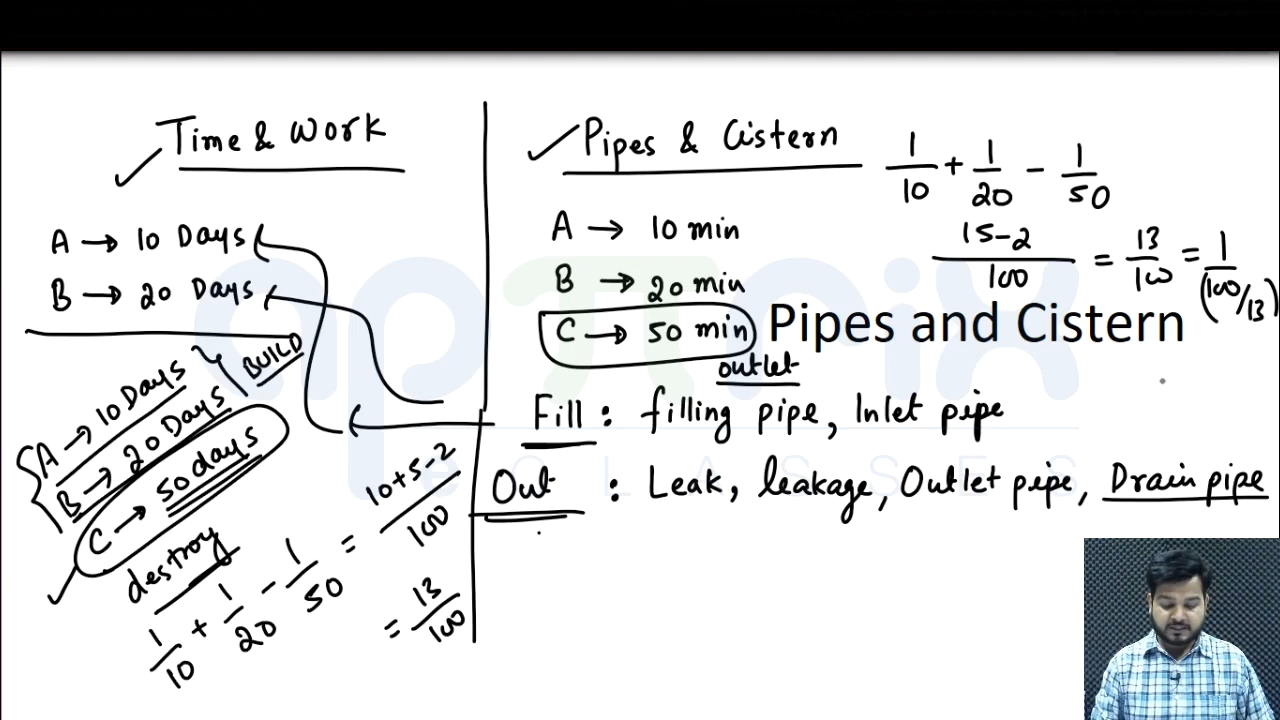 Time & Work
A → 10 Days
B → 20 Days
A → 10 Days
B → 20 Days
BUILD
C → 50 days
destroy
1/10 + 1/20 - 1/50 = 10+5-2/100
= 13/100
Pipes & Cistern
A → 10 min
B → 20 min
C → 50 min
outlet
1/10 + 1/20 - 1/50
15-2/100 = 13/100 = 1/(100/13)
Pipes and Cistern
Fill : filling pipe, Inlet pipe
Out : Leak, leakage, Outlet pipe, Drain pipe
eCLASSES